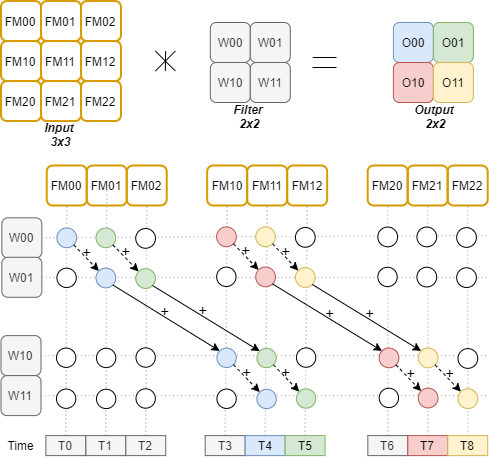 FM00 FM01 FM02
FM10 FM11 FM12
FM20 FM21 FM22
Input
3x3
*
W00 W01
W10 W11
Filter
2x2
=
O00 O01
O10 O11
Output
2x2
FM00 FM01 FM02 FM10 FM11 FM12 FM20 FM21 FM22
W00
+ + + +
W01
+ + + +
W10
+ + + +
W11
Time T0 T1 T2 T3 T4 T5 T6 T7 T8